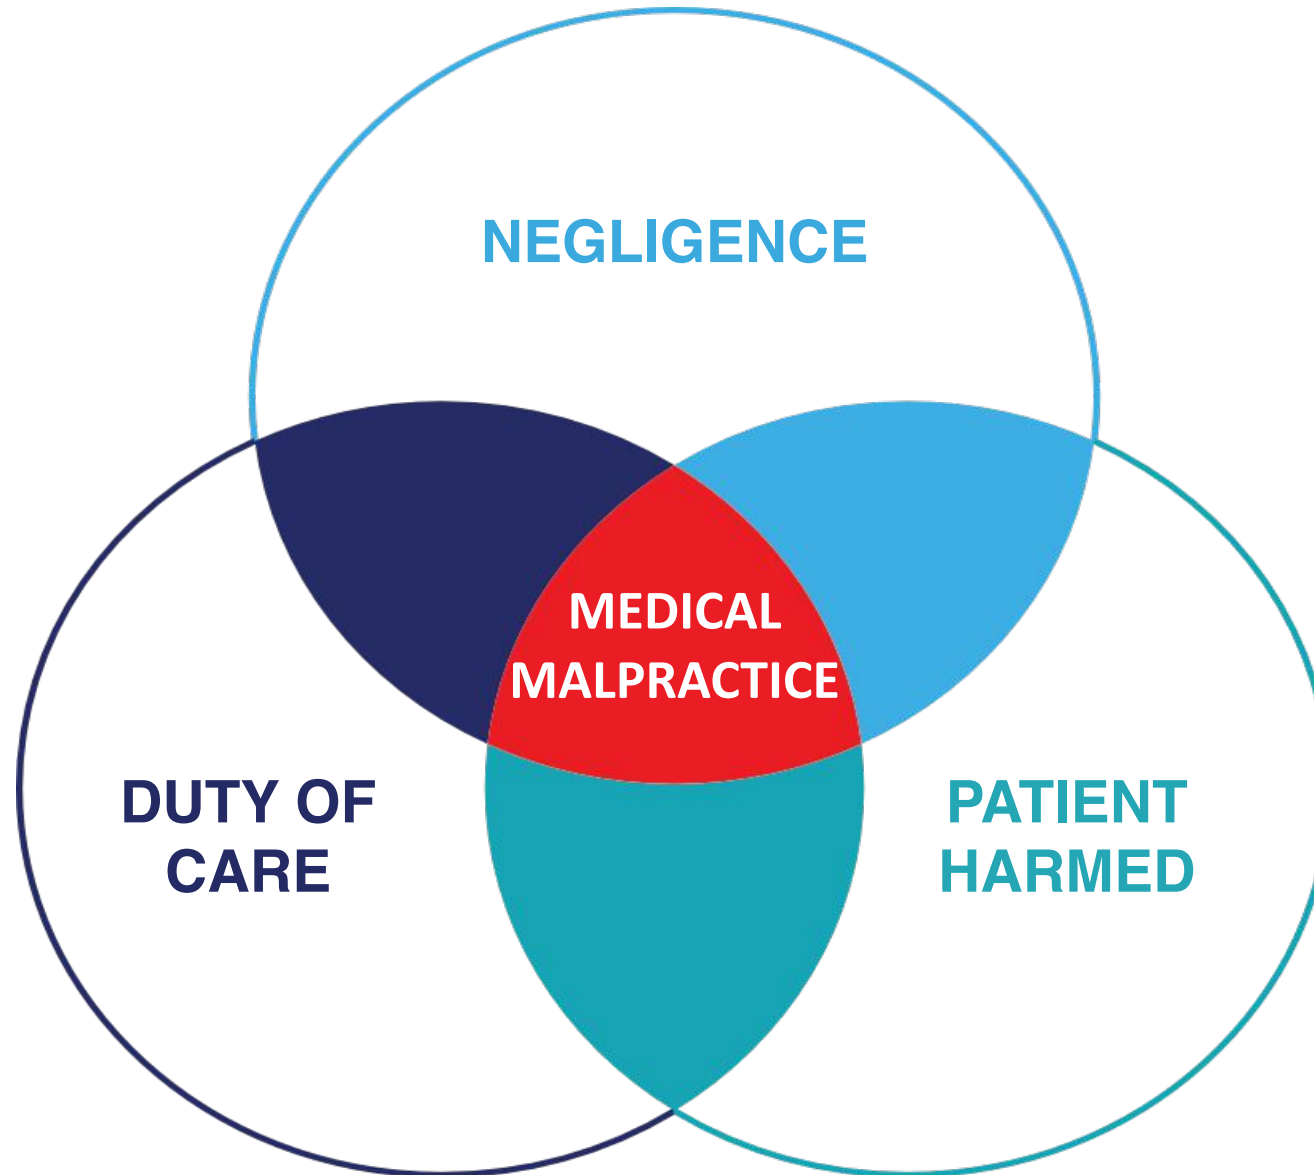 NEGLIGENCE
MEDICAL
MALPRACTICE
DUTY OF
CARE
PATIENT
HARMED